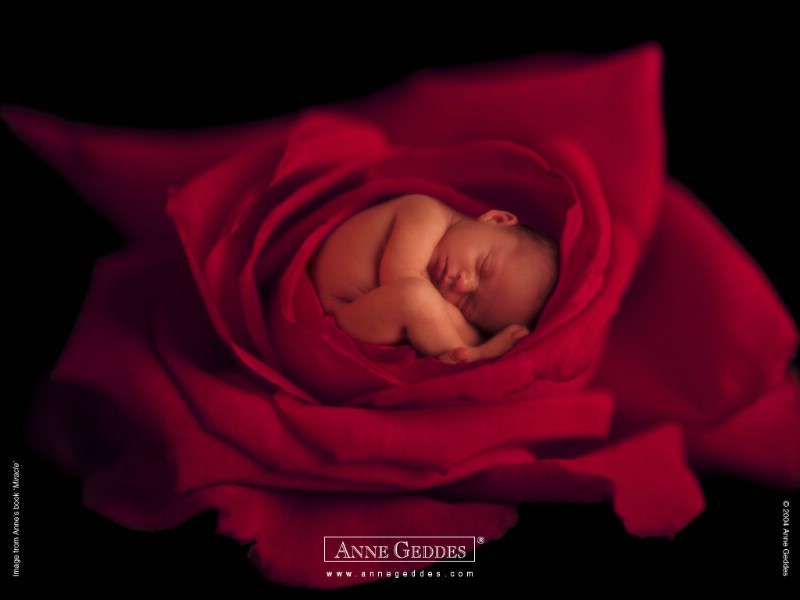 Image from Anne's book 'Miracle'
ANNE GEDDES®
www.annegeddes.com
© 2004 Anne Geddes